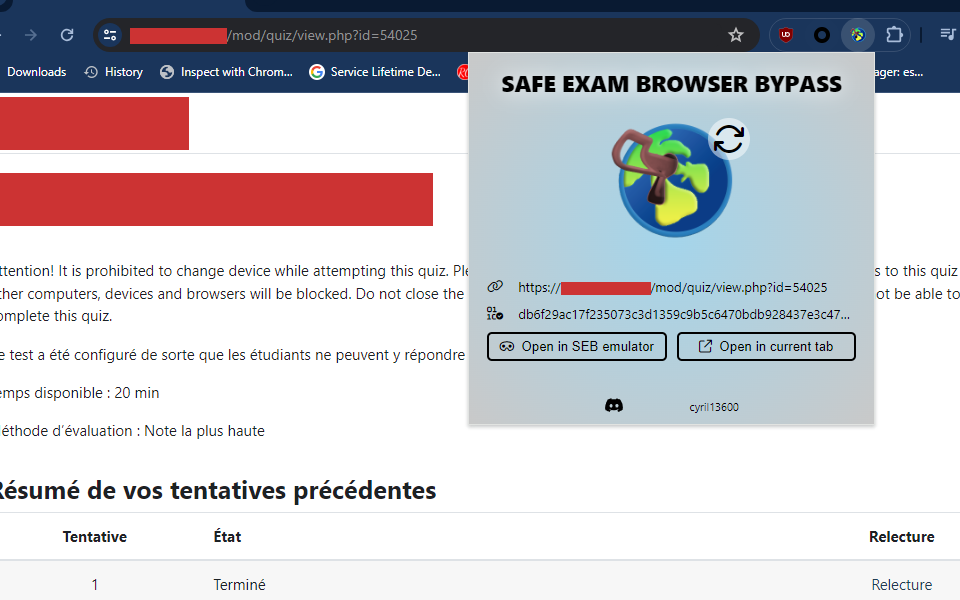 /mod/quiz/view.php?id=54025
Downloads
History
Inspect with Chrom...
Service Lifetime De...
ager: es...
SAFE EXAM BROWSER BYPASS
ttention! It is prohibited to change device while attempting this quiz. Ple
s to this quiz
ther computers, devices and browsers will be blocked. Do not close the
ot be able to
omplete this quiz.
https://
/mod/quiz/view.php?id=54025
db6f29ac17f235073c3d1359c9b5c6470bdb928437e3c47...
Open in SEB emulator
Open in current tab
e test a été configuré de sorte que les étudiants ne peuvent y répondre
emps disponible : 20 min
cyril13600
éthode d’évaluation : Note la plus haute
Résumé de vos tentatives précédentes
Tentative
État
Relecture
1
Terminé
Relecture